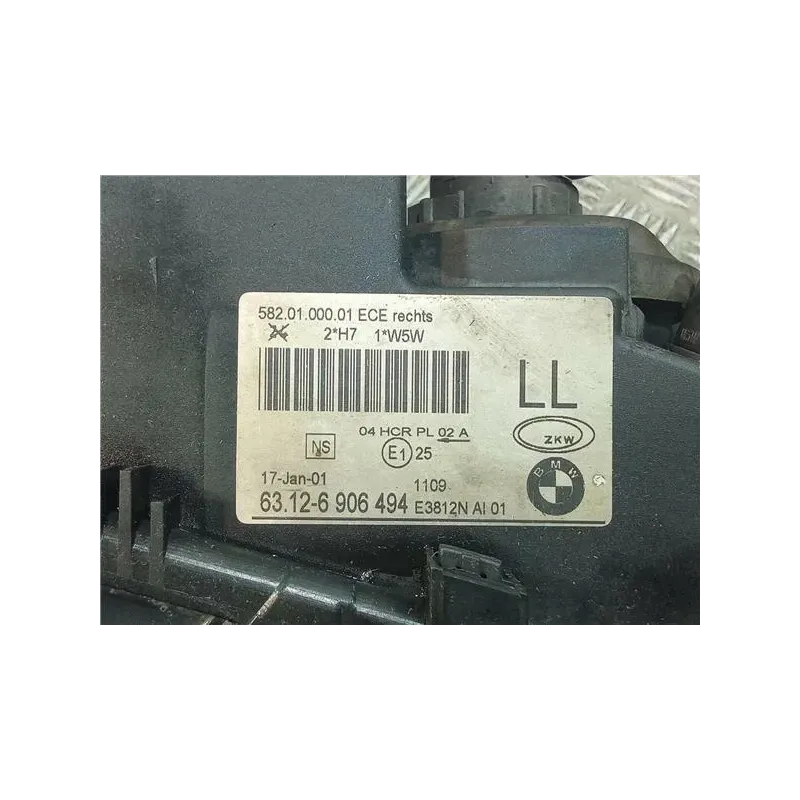 582.01.000.01 ECE rechts
2*H7 1*W5W
LL
04 HCR PL 02 A
NS
E1 25
ZKW
BMW
17-Jan-01
1109
63.12-6 906 494 E3812N AI 01